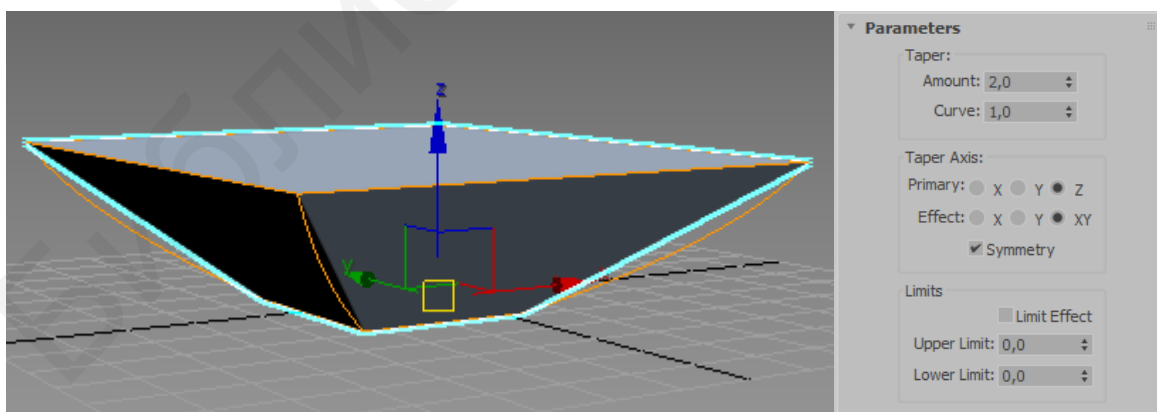 Библио
z
y
Parameters
Taper:
Amount: 2,0
Curve: 1,0
Taper Axis:
Primary: X Y Z
Effect: X Y XY
Symmetry
Limits
Limit Effect
Upper Limit: 0,0
Lower Limit: 0,0